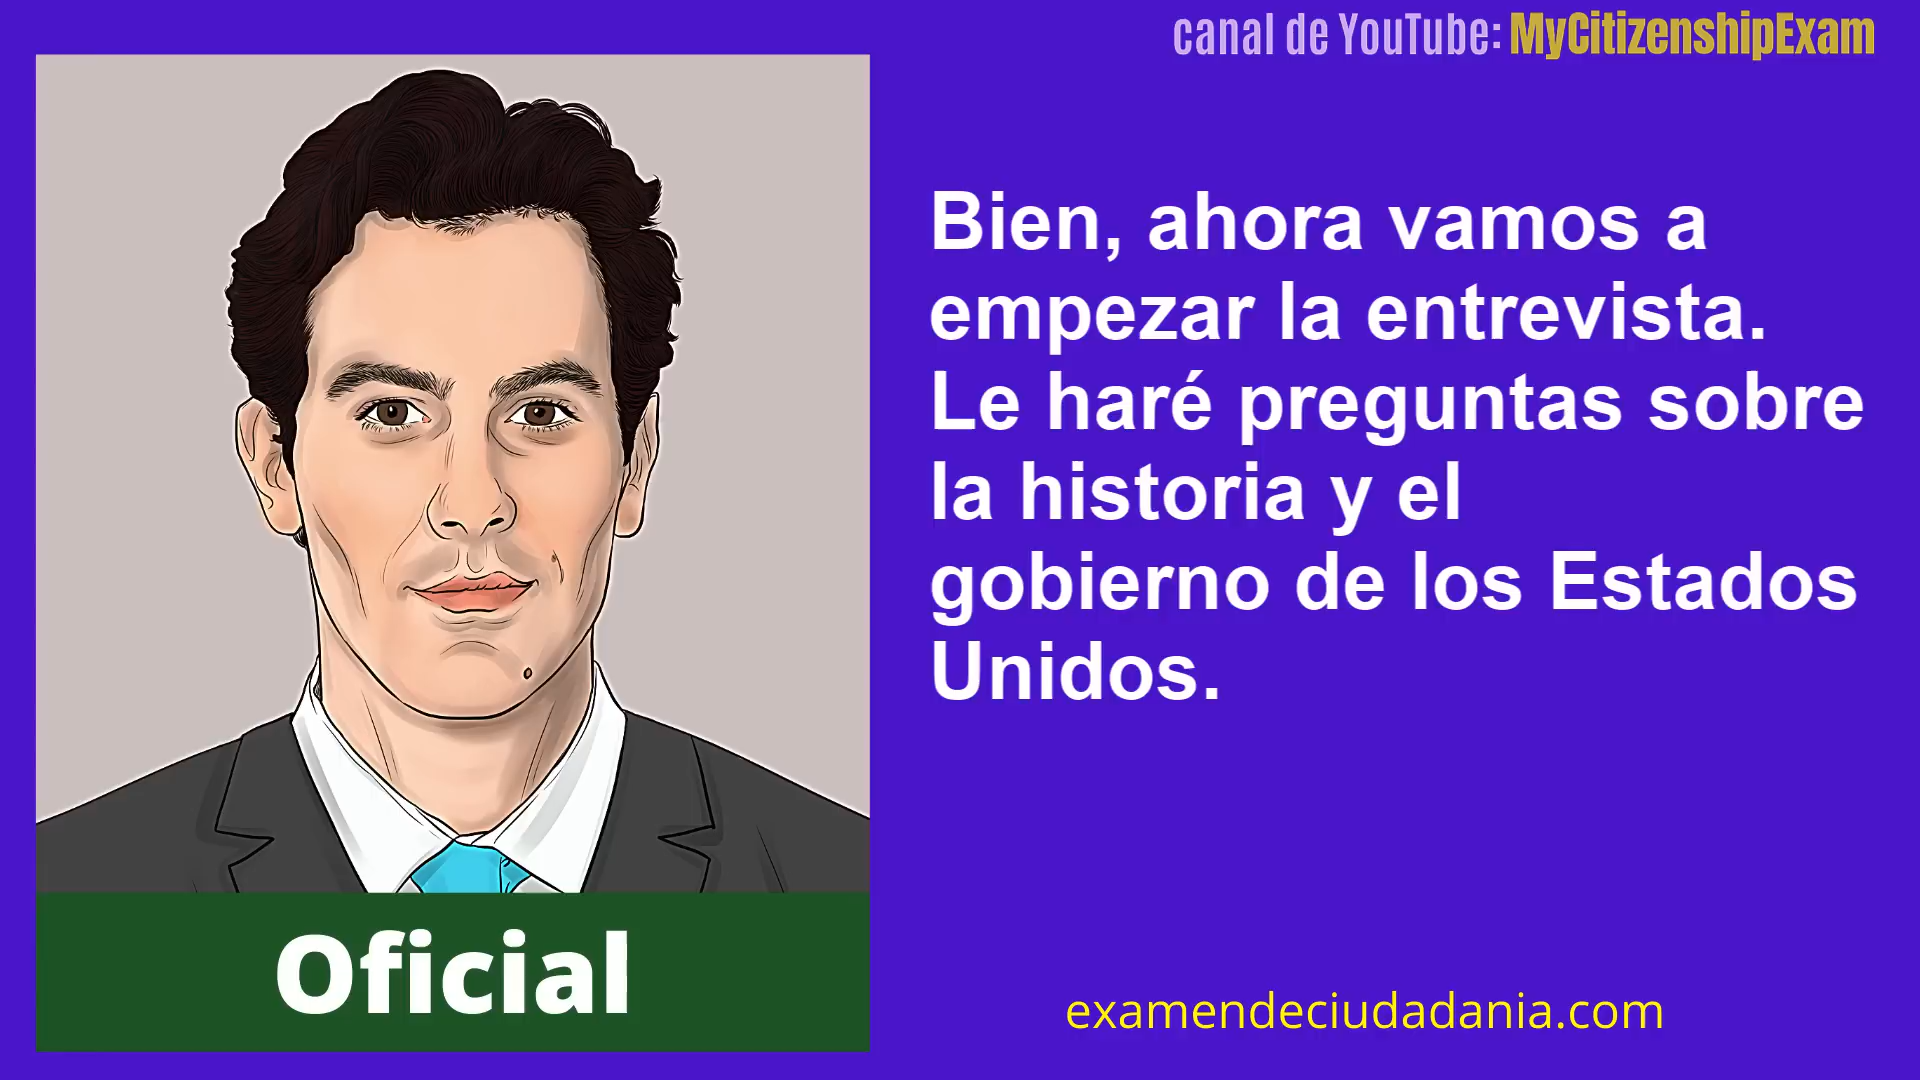 canal de YouTube: MyCitizenshipExam
Bien, ahora vamos a
empezar la entrevista.
Le haré preguntas sobre
la historia y el
gobierno de los Estados
Unidos.
Oficial
examendeciudadania.com